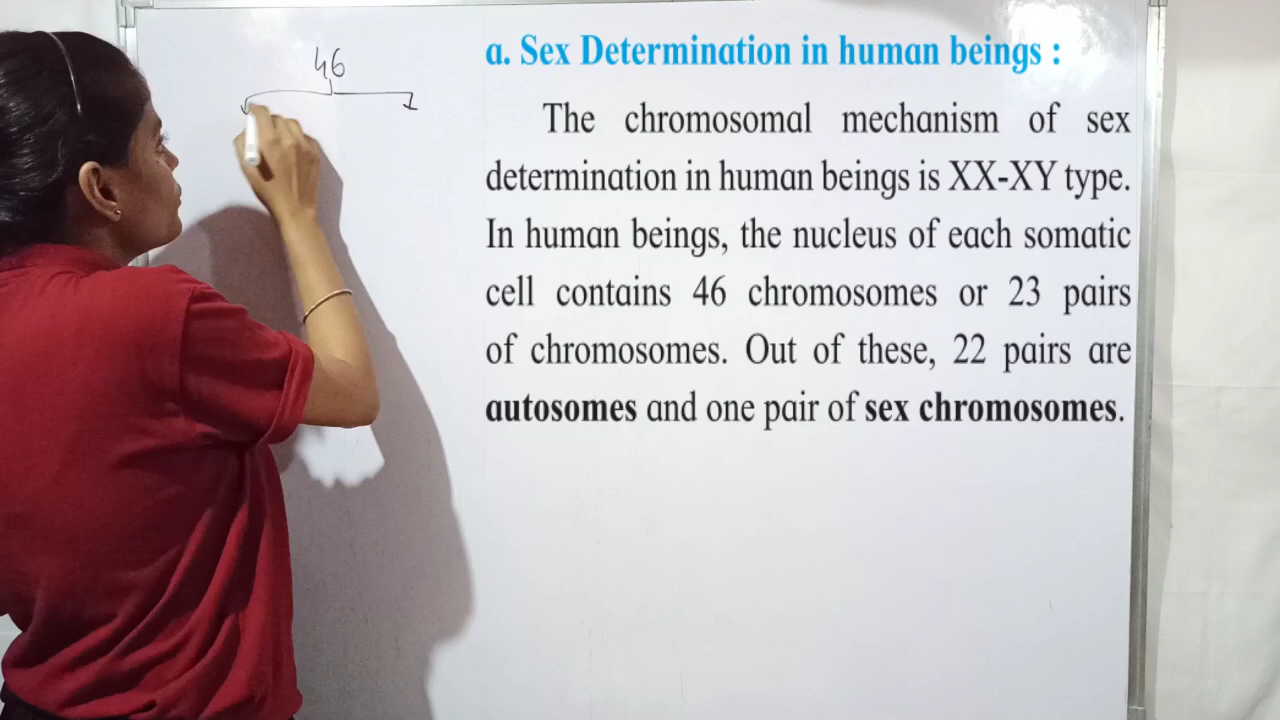 46
a. Sex Determination in human beings :
The chromosomal mechanism of sex
determination in human beings is XX-XY type.
In human beings, the nucleus of each somatic
cell contains 46 chromosomes or 23 pairs
of chromosomes. Out of these, 22 pairs are
autosomes and one pair of sex chromosomes.